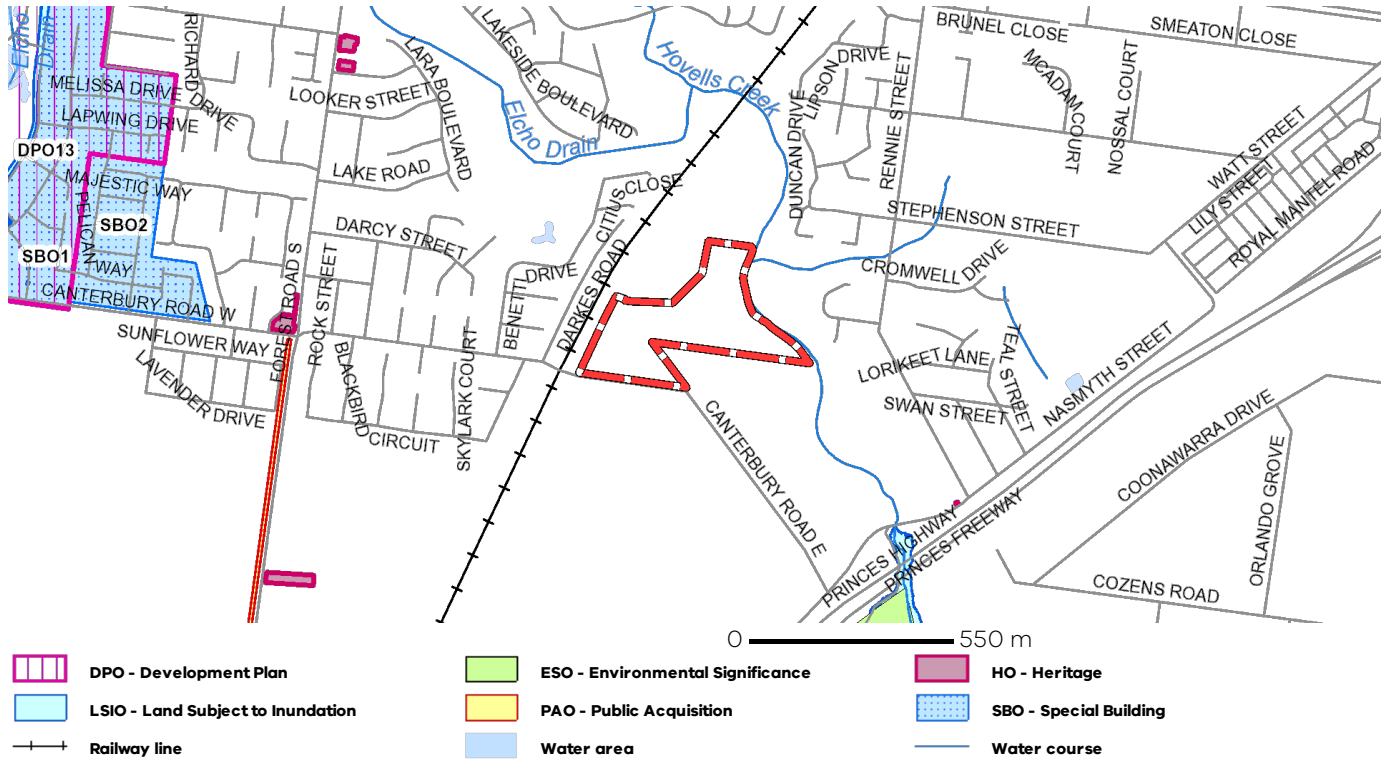 BRUNEL CLOSE
SMEATON CLOSE
Elcho Drain
RICHARD
DRIVE
LARA BOULEVARD
LAKESIDE BOULEVARD
Hovells Creek
LIPSON DRIVE
RENNIE STREET
MCADAM COURT
NOSSAL COURT
MELISSA DRIVE
LOOKER STREET
LAPWING DRIVE
Elcho Drain
DUNCAN DRIVE
WATT STREET
DPO13
LAKE ROAD
LILY STREET
ROYAL MANTEL ROAD
MAJESTIC WAY
CITIUS CLOSE
PELICAN WAY
SBO2
DARCY STREET
STEPHENSON STREET
SBO1
CROMWELL DRIVE
BENETTI DRIVE
DARKES ROAD
CANTERBURY ROAD W
FOREST ROAD S
ROCK STREET
SUNFLOWER WAY
LAVENDER DRIVE
BLACKBIRD CIRCUIT
SKYLARK COURT
LORIKEET LANE
TEAL STREET
NASMYTH STREET
SWAN STREET
CANTERBURY ROAD E
COONAWARRA DRIVE
ORLANDO GROVE
PRINCES HIGHWAY
PRINCES FREEWAY
COZENS ROAD
0 550 m
DPO - Development Plan
ESO - Environmental Significance
HO - Heritage
LSIO - Land Subject to Inundation
PAO - Public Acquisition
SBO - Special Building
Railway line
Water area
Water course